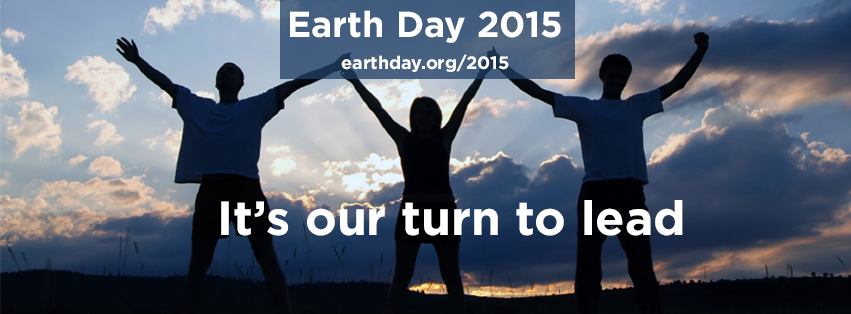 Earth Day 2015
earthday.org/2015
It's our turn to lead